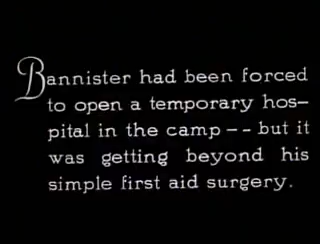 Bannister had been forced
to open a temporary hos-
pital in the camp -- but it
was getting beyond his
simple first aid surgery.